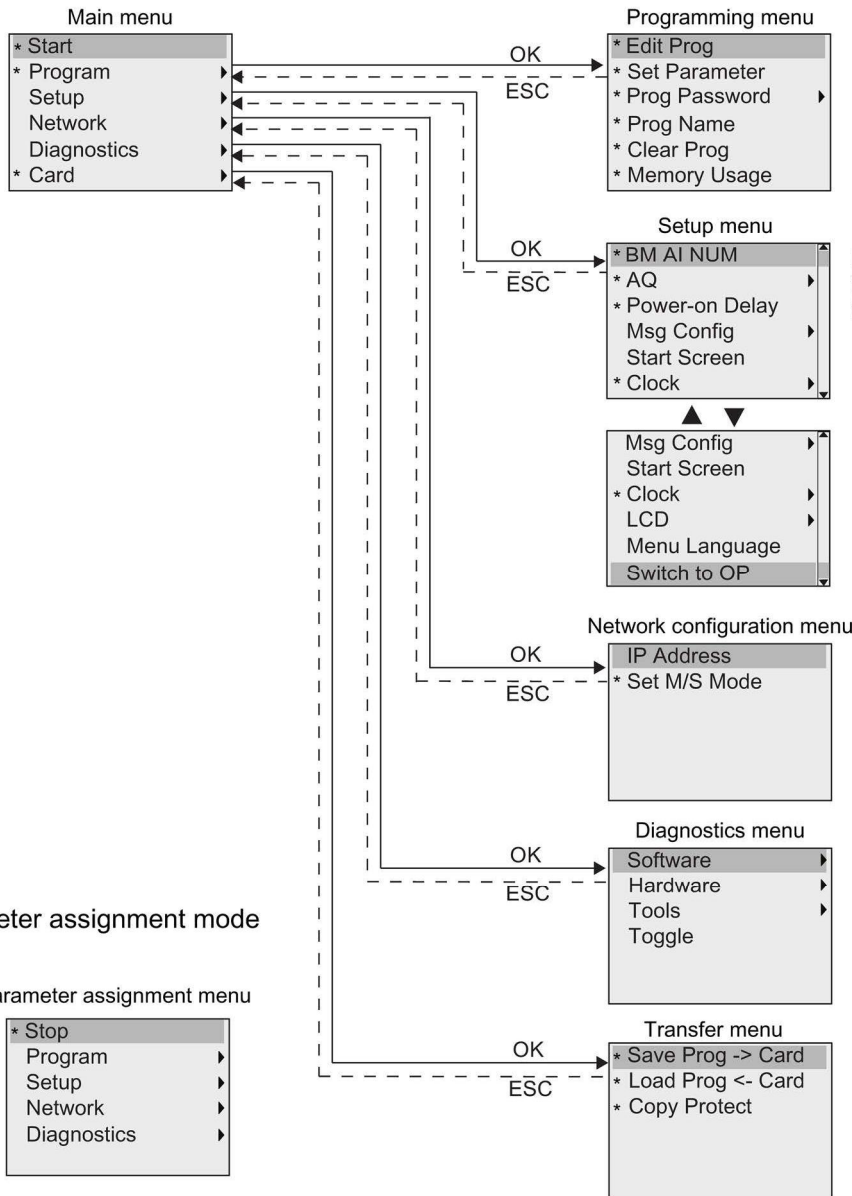 Main menu
* Start
* Program
Setup
Network
Diagnostics
* Card
OK
ESC
Programming menu
* Edit Prog
* Set Parameter
* Prog Password
* Prog Name
* Clear Prog
* Memory Usage
OK
ESC
Setup menu
* BM AI NUM
* AQ
* Power-on Delay
Msg Config
Start Screen
* Clock
Msg Config
Start Screen
* Clock
LCD
Menu Language
Switch to OP
OK
ESC
Network configuration menu
IP Address
* Set M/S Mode
OK
ESC
Diagnostics menu
Software
Hardware
Tools
Toggle
eter assignment mode
arameter assignment menu
* Stop
Program
Setup
Network
Diagnostics
OK
ESC
Transfer menu
* Save Prog -> Card
* Load Prog <- Card
* Copy Protect